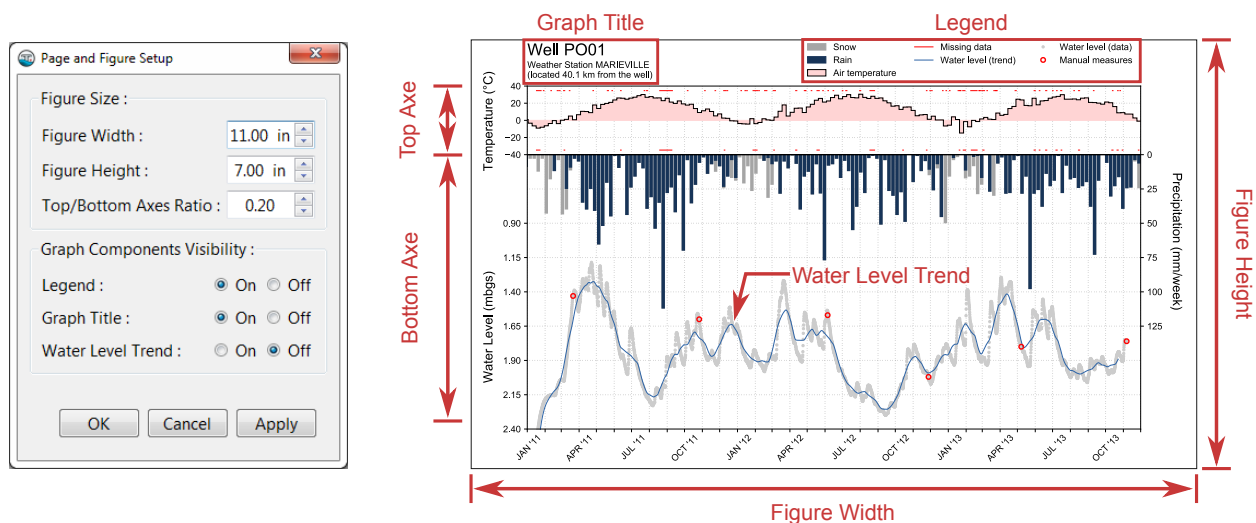 Page and Figure Setup
Figure Size :
Figure Width :
11.00 in
Figure Height :
7.00 in
Top/Bottom Axes Ratio :
0.20
Graph Components Visibility :
Legend :
On
Off
Graph Title :
On
Off
Water Level Trend :
On
Off
OK
Cancel
Apply
Graph Title
Legend
Well PO01
Weather Station MARIEVILLE
(located 40.1 km from the well)
Snow
Rain
Air temperature
Missing data
Water level (trend)
Water level (data)
Manual measures
Top Axe
Bottom Axe
Temperature (°C)
40
20
0
−20
−40
Water Level (mbgs)
0.90
1.15
1.40
1.65
1.90
2.15
2.40
Water Level Trend
0
25
50
75
100
125
Precipitation (mm/week)
JAN '11
APR '11
JUL '11
OCT '11
JAN '12
APR '12
JUL '12
OCT '12
JAN '13
APR '13
JUL '13
OCT '13
Figure Height
Figure Width